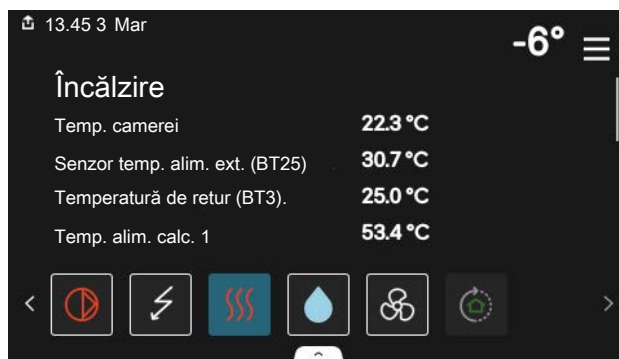 13.45 3 Mar
-6°
Încălzire
Temp. camerei 22.3 °C
Senzor temp. alim. ext. (BT25) 30.7 °C
Temperatură de retur (BT3). 25.0 °C
Temp. alim. calc. 1 53.4 °C